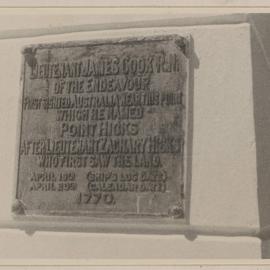 LIEUTENANT JAMES COOK R.N.
OF THE ENDEAVOUR
FIRST SIGHTED AUSTRALIA NEAR THIS POINT
WHICH HE NAMED
POINT HICKS
AFTER LIEUTENANT ZACHARY HICKS
WHO FIRST SAW THE LAND.
APRIL 19TH (SHIP'S LOG DATE)
APRIL 20TH (CALENDAR DATE)
1770.